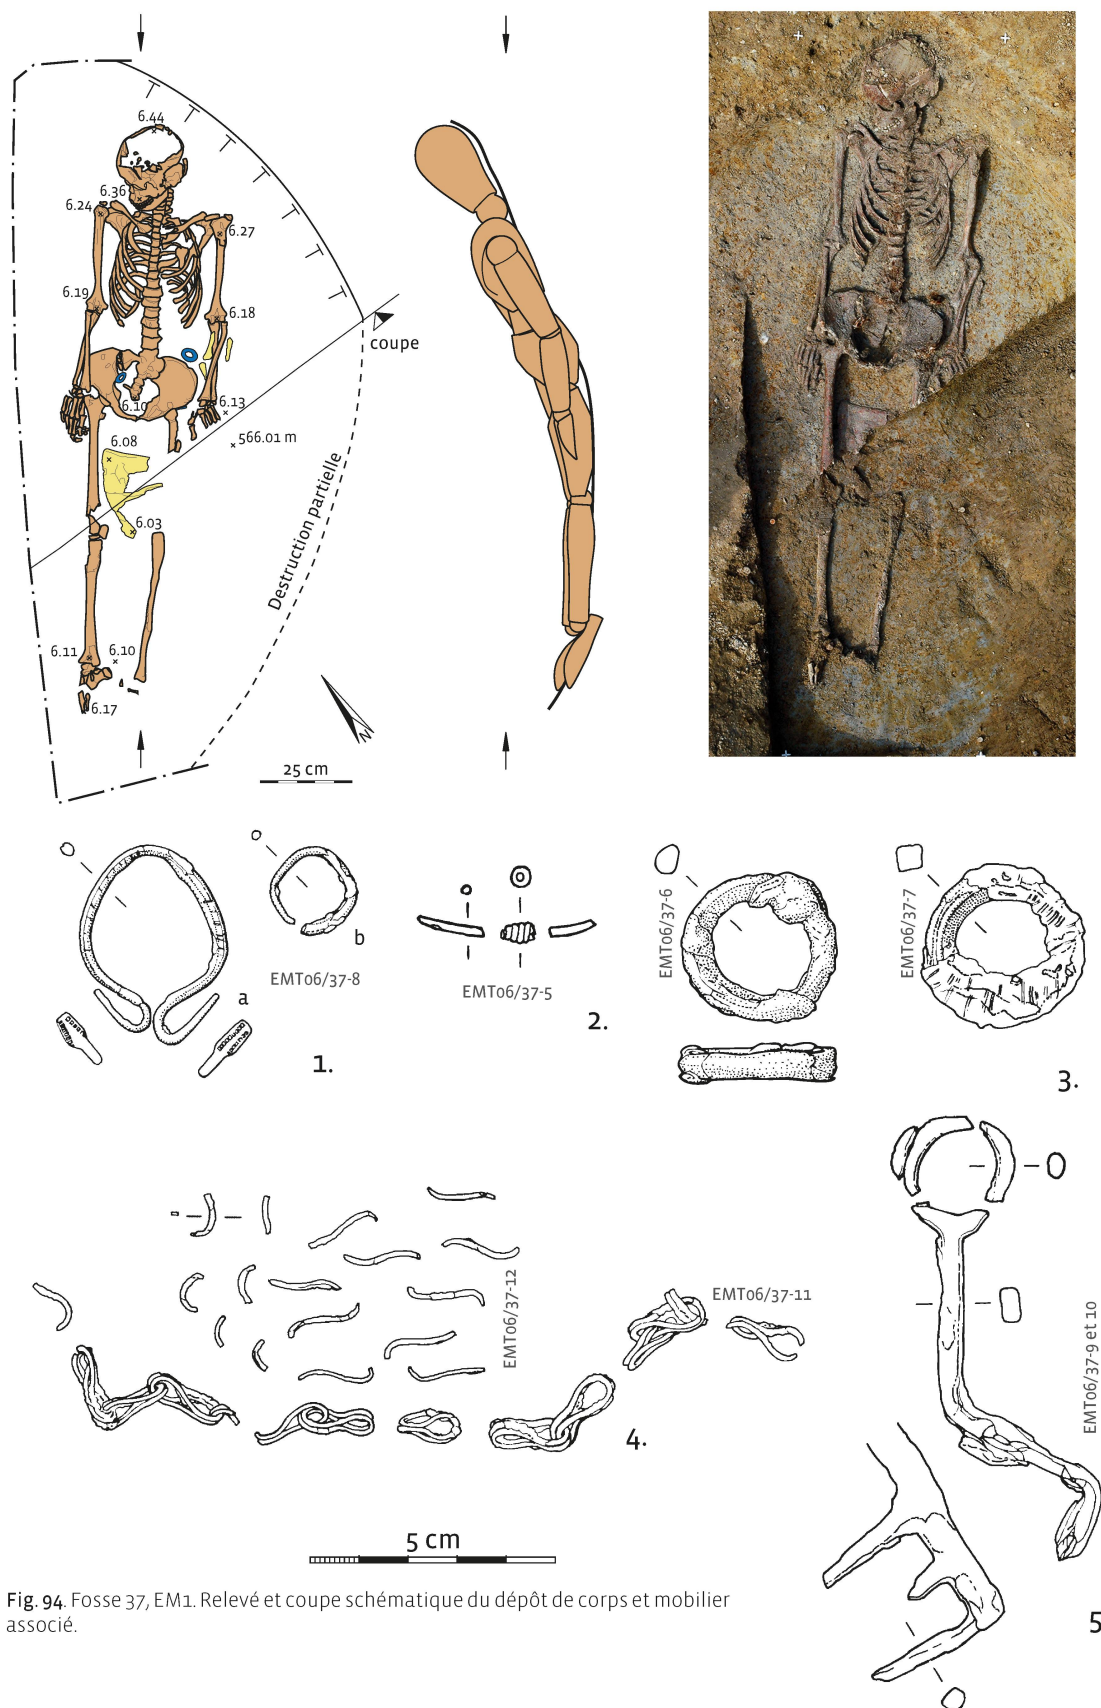 6.44
6.36
6.24
6.27
6.19
6.18
coupe
6.10
6.13
566.01 m
6.08
6.03
Destruction partielle
6.11
6.10
6.17
N
25 cm
a
b
EMT06/37-8
1.
EMT06/37-5
2.
EMT06/37-6
EMT06/37-7
3.
EMT06/37-12
EMT06/37-11
4.
EMT06/37-9 et 10
5
5 cm
Fig. 94. Fosse 37, EM1. Relevé et coupe schématique du dépôt de corps et mobilier
associé.